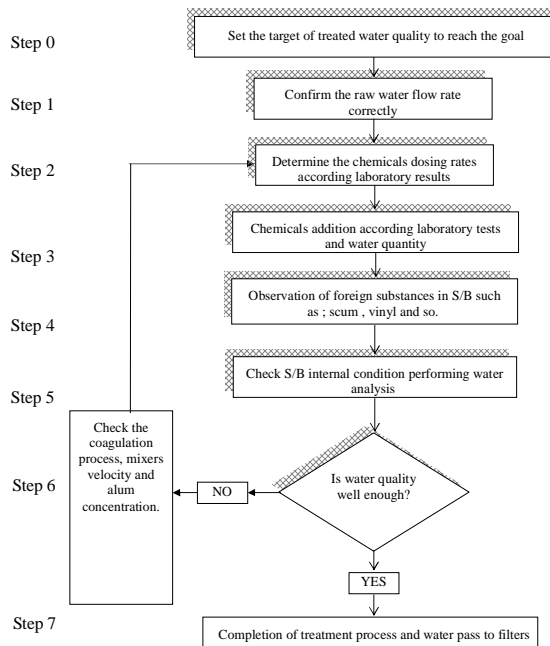 Step 0
Set the target of treated water quality to reach the goal
Step 1
Confirm the raw water flow rate
correctly
Step 2
Determine the chemicals dosing rates
according laboratory results
Step 3
Chemicals addition according laboratory tests
and water quantity
Step 4
Observation of foreign substances in S/B such
as ; scum , vinyl and so.
Step 5
Check S/B internal condition performing water
analysis
Check the
coagulation
process, mixers
velocity and
alum
concentration.
Step 6
NO
Is water quality
well enough?
YES
Step 7
Completion of treatment process and water pass to filters